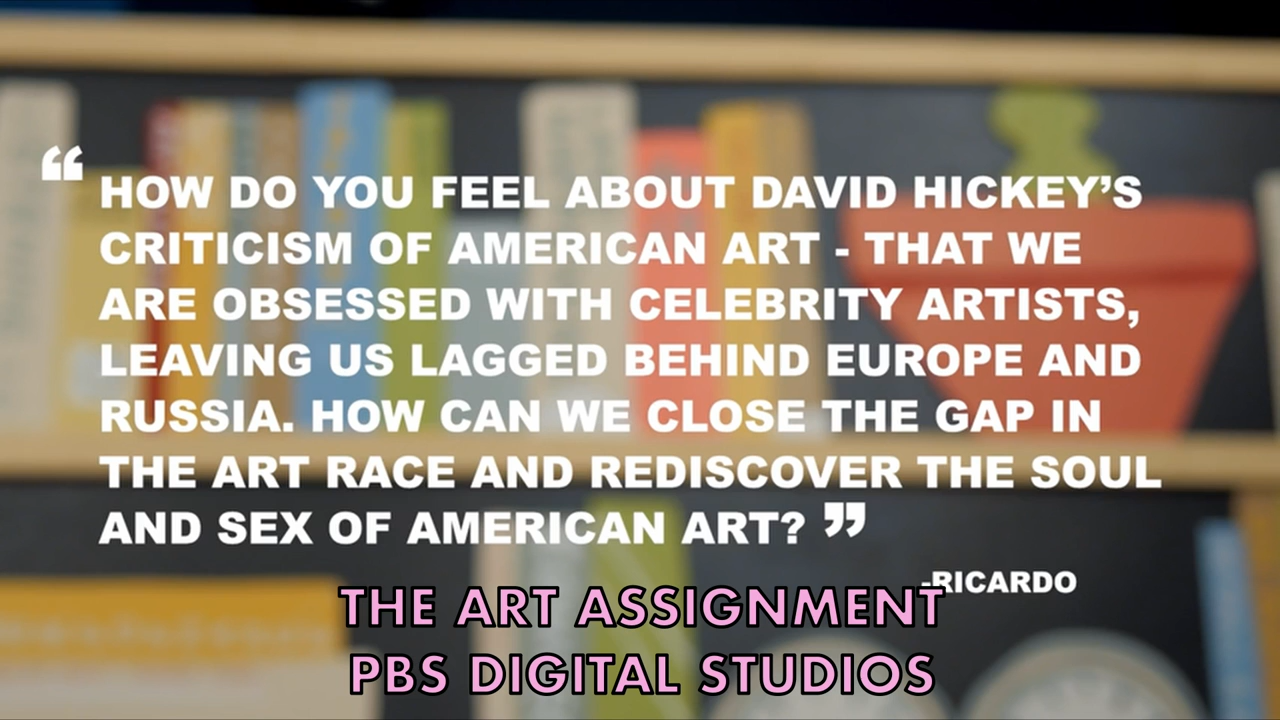 “ HOW DO YOU FEEL ABOUT DAVID HICKEY’S
CRITICISM OF AMERICAN ART - THAT WE
ARE OBSESSED WITH CELEBRITY ARTISTS,
LEAVING US LAGGED BEHIND EUROPE AND
RUSSIA. HOW CAN WE CLOSE THE GAP IN
THE ART RACE AND REDISCOVER THE SOUL
AND SEX OF AMERICAN ART? ”
-RICARDO
THE ART ASSIGNMENT
PBS DIGITAL STUDIOS